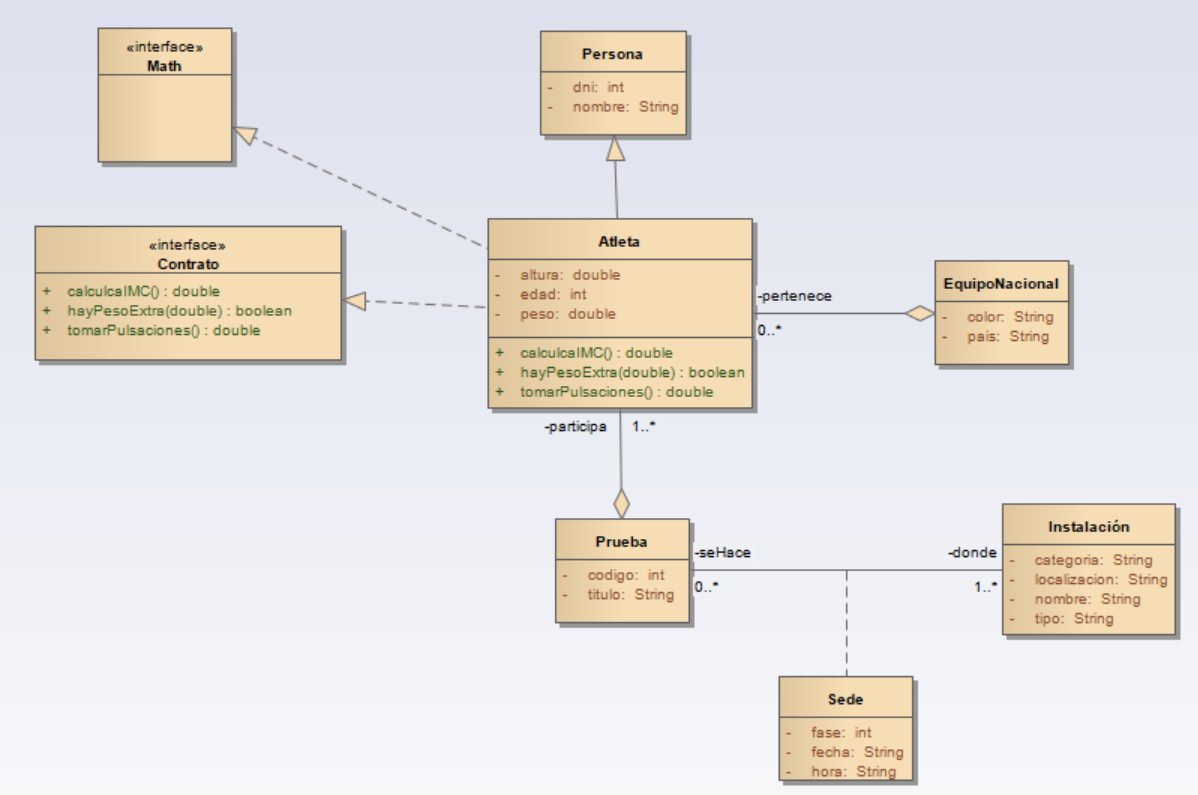 «interface»
Math
Persona
- dni: int
- nombre: String
«interface»
Contrato
+ calculcaIMC() : double
+ hayPesoExtra(double) : boolean
+ tomarPulsaciones() : double
Atleta
- altura: double
- edad: int
- peso: double
+ calculcaIMC() : double
+ hayPesoExtra(double) : boolean
+ tomarPulsaciones() : double
-pertenece
0..*
EquipoNacional
- color: String
- pais: String
-participa 1..*
Prueba
- codigo: int
- titulo: String
-seHace
0..*
-donde
1..*
Instalación
- categoria: String
- localizacion: String
- nombre: String
- tipo: String
Sede
- fase: int
- fecha: String
- hora: String